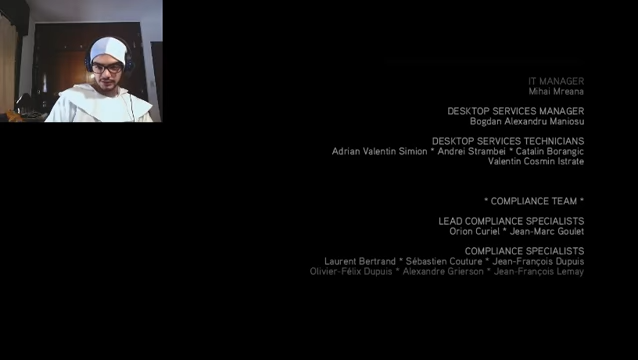 IT MANAGER
Mihai Mreana
DESKTOP SERVICES MANAGER
Bogdan Alexandru Maniosu
DESKTOP SERVICES TECHNICIANS
Adrian Valentin Simion * Andrei Strambei * Catalin Borangic
Valentin Cosmin Istrate
* COMPLIANCE TEAM *
LEAD COMPLIANCE SPECIALISTS
Orion Curiel * Jean-Marc Goulet
COMPLIANCE SPECIALISTS
Laurent Bertrand * Sébastien Couture * Jean-François Dupuis
Olivier-Félix Dupuis * Alexandre Grierson * Jean-François Lemay